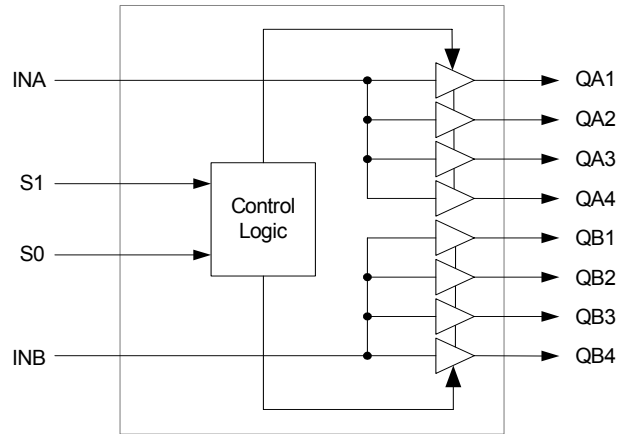 INA
QA1
QA2
QA3
S1
QA4
Control
Logic
QB1
S0
QB2
QB3
INB
QB4